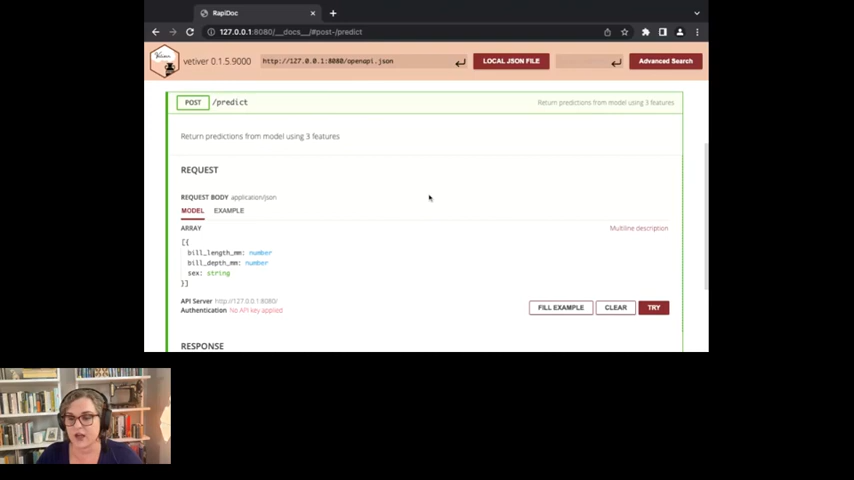 RapiDoc
127.0.0.1:8080/__docs__/#post-/predict
vetiver 0.1.5.9000
http://127.0.0.1:8080/openapi.json
LOCAL JSON FILE
Advanced Search
POST
/predict
Return predictions from model using 3 features
Return predictions from model using 3 features
REQUEST
REQUEST BODY application/json
MODEL
EXAMPLE
ARRAY
Multiline description
[{
bill_length_mm: number
bill_depth_mm: number
sex: string
}]
API Server http://127.0.0.1:8080/
Authentication No API key applied
FILL EXAMPLE
CLEAR
TRY
RESPONSE